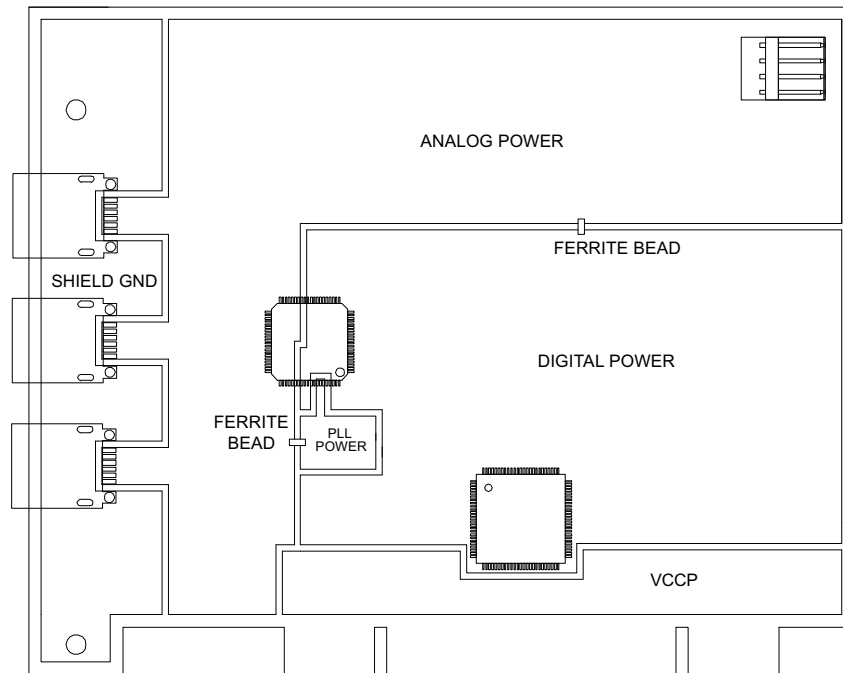 ANALOG POWER
FERRITE BEAD
SHIELD GND
DIGITAL POWER
FERRITE
BEAD
PLL
POWER
VCCP